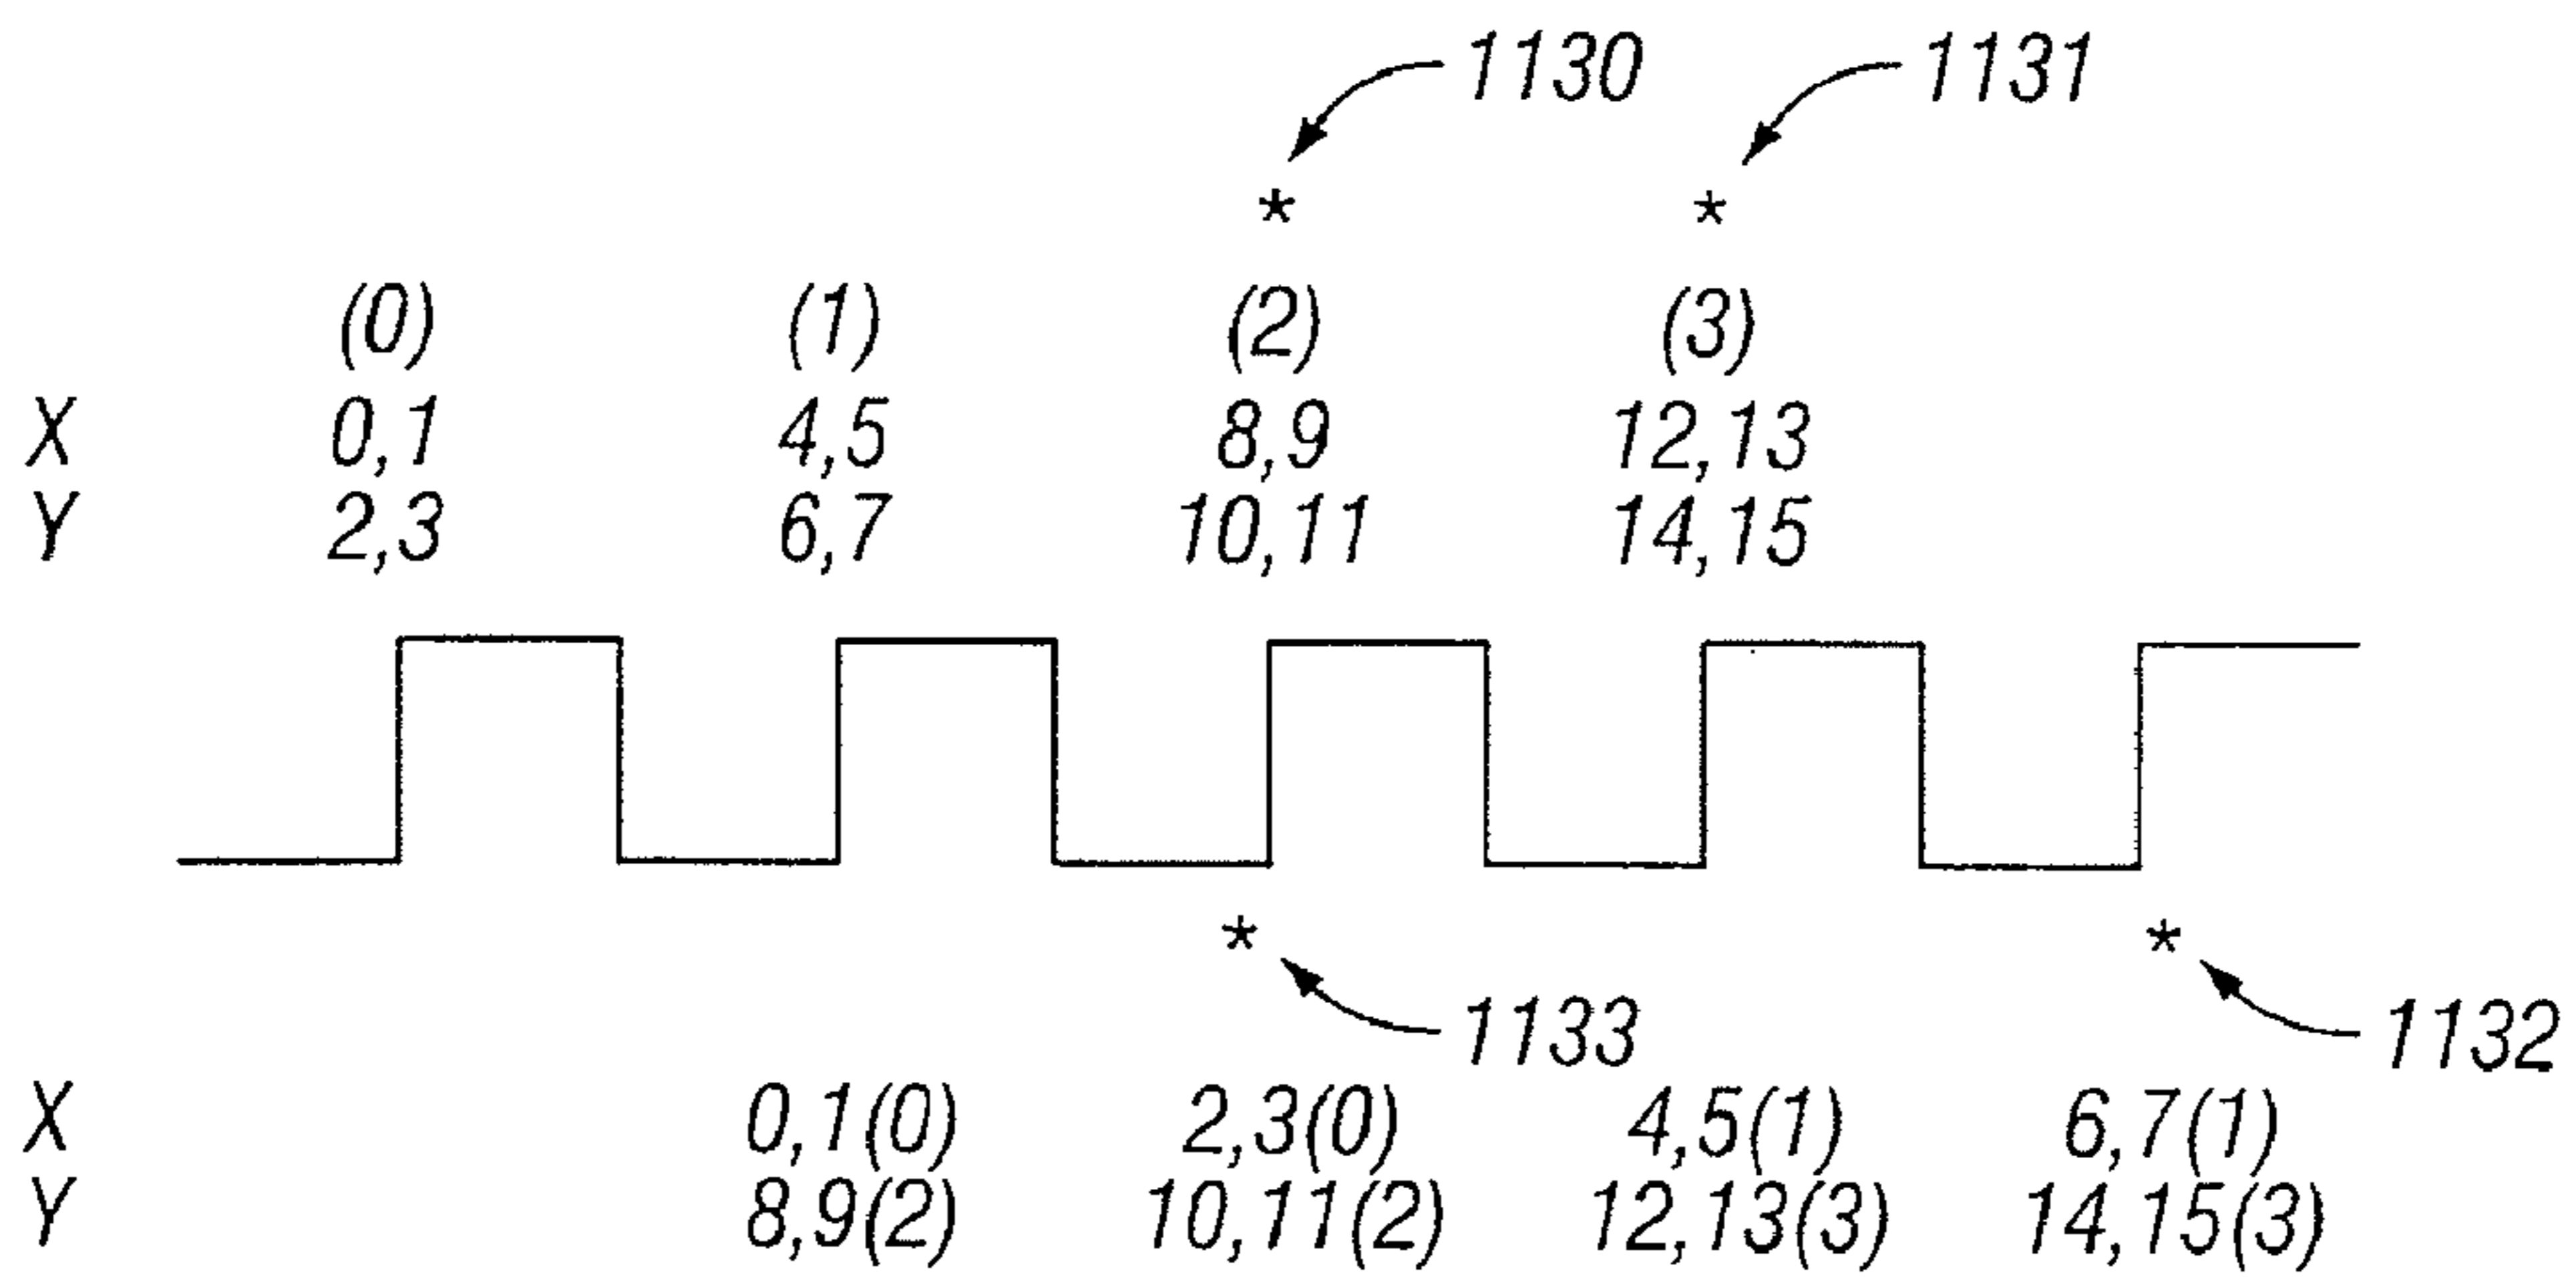 1130 1131
* *
(0) (1) (2) (3)
X 0,1 4,5 8,9 12,13
Y 2,3 6,7 10,11 14,15
* *
1133 1132
X 0,1(0) 2,3(0) 4,5(1) 6,7(1)
Y 8,9(2) 10,11(2) 12,13(3) 14,15(3)